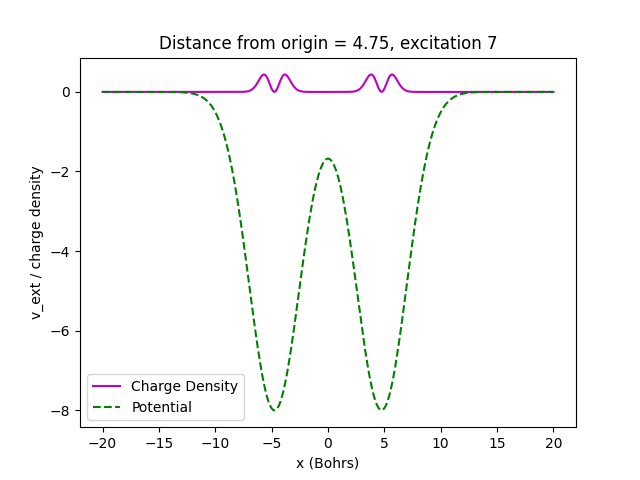 Distance from origin = 4.75, excitation 7
v_ext / charge density
0
−2
−4
−6
−8
Charge Density
Potential
−20 −15 −10 −5 0 5 10 15 20
x (Bohrs)